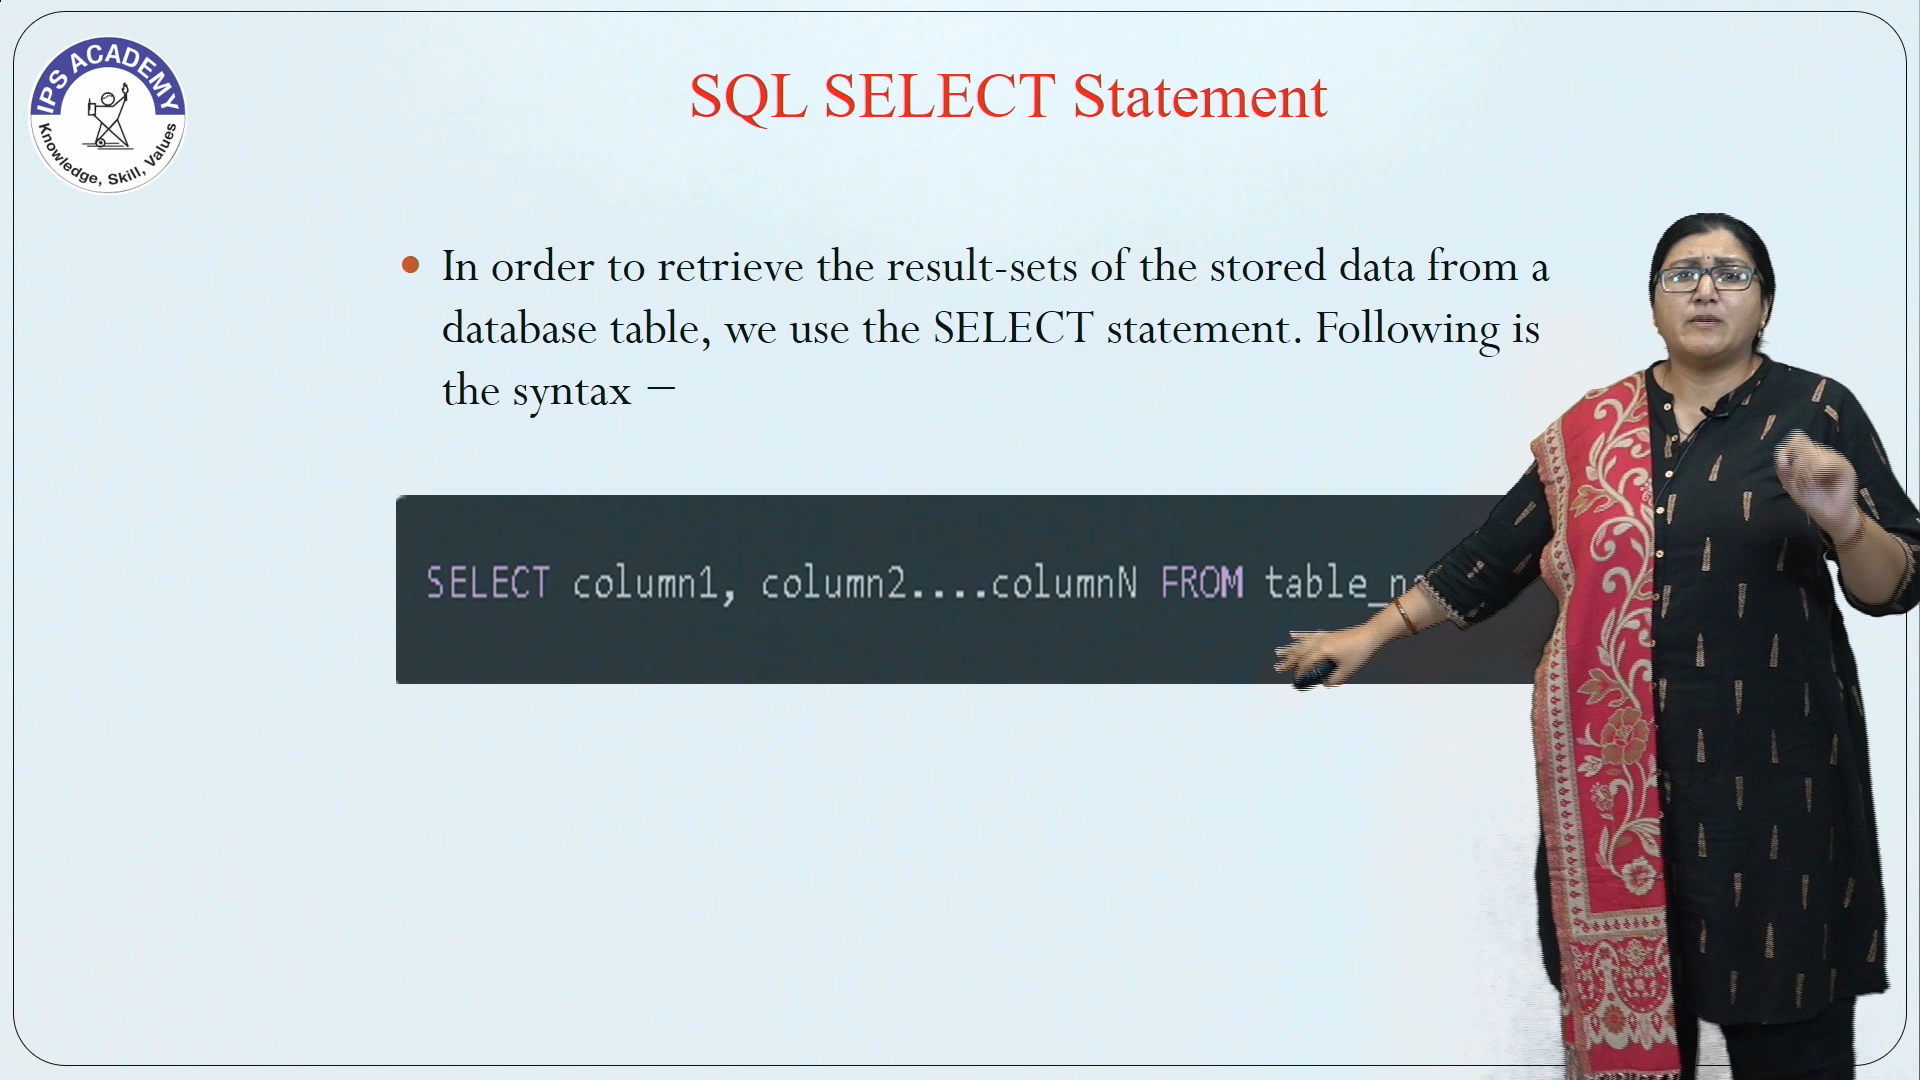 IPS ACADEMY
Knowledge, Skill, Values
SQL SELECT Statement
In order to retrieve the result-sets of the stored data from a
database table, we use the SELECT statement. Following is
the syntax –
SELECT column1, column2....columnN FROM